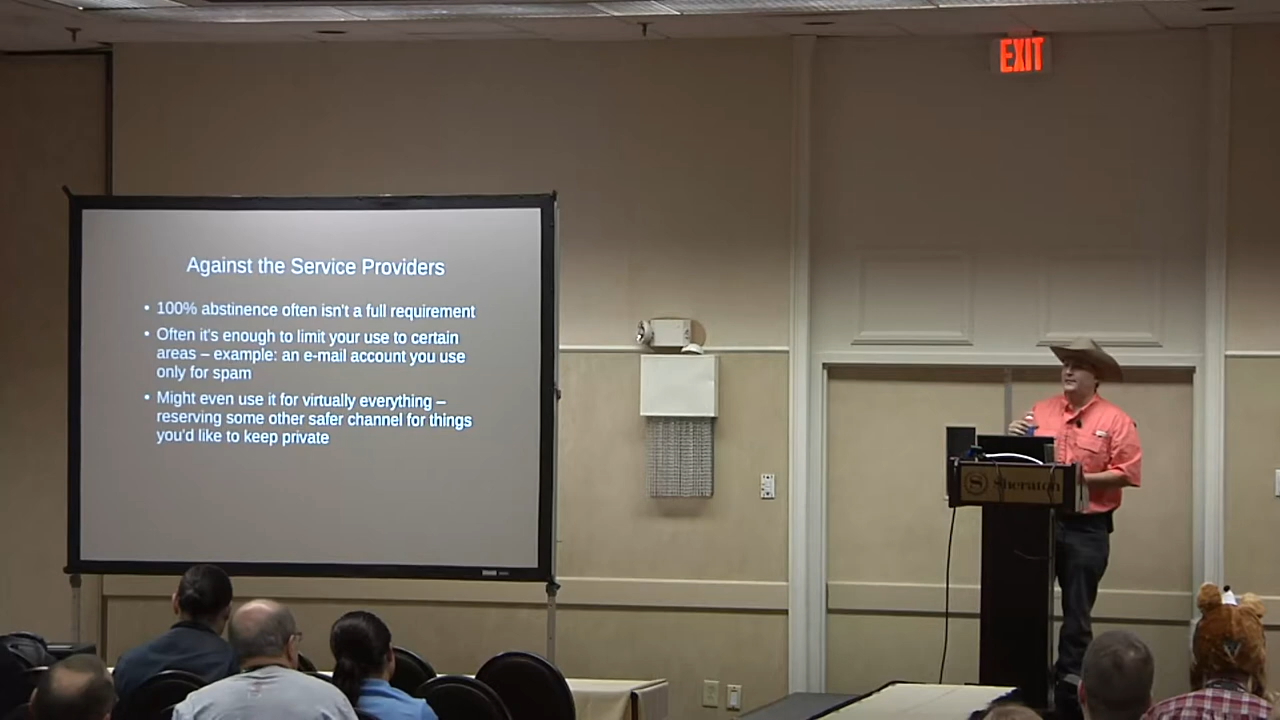 EXIT
Against the Service Providers
• 100% abstinence often isn't a full requirement
• Often it's enough to limit your use to certain
areas – example: an e-mail account you use
only for spam
• Might even use it for virtually everything –
reserving some other safer channel for things
you'd like to keep private
S Sheraton